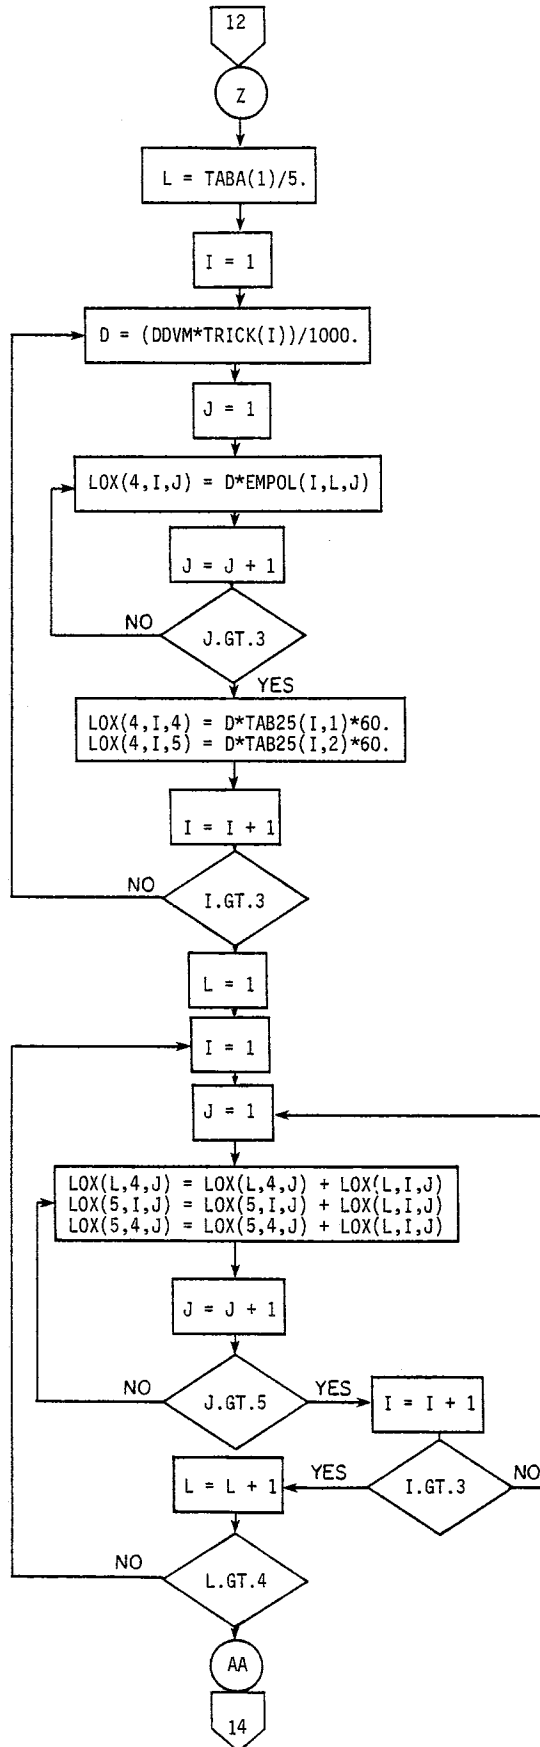 12
Z
L = TABA(1)/5.
I = 1
D = (DDVM*TRICK(I))/1000.
J = 1
LOX(4,I,J) = D*EMPOL(I,L,J)
J = J + 1
NO
J.GT.3
YES
LOX(4,I,4) = D*TAB25(I,1)*60.
LOX(4,I,5) = D*TAB25(I,2)*60.
I = I + 1
NO
I.GT.3
L = 1
I = 1
J = 1
LOX(L,4,J) = LOX(L,4,J) + LOX(L,I,J)
LOX(5,I,J) = LOX(5,I,J) + LOX(L,I,J)
LOX(5,4,J) = LOX(5,4,J) + LOX(L,I,J)
J = J + 1
NO
J.GT.5
YES
I = I + 1
L = L + 1
YES
I.GT.3
NO
NO
L.GT.4
AA
14